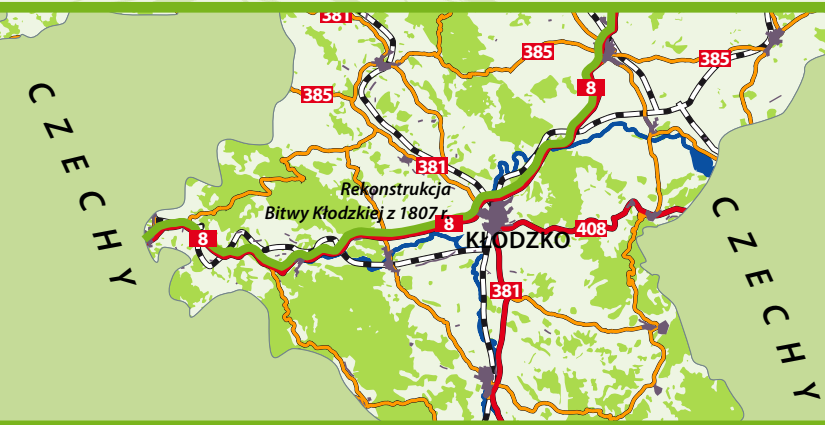 381
385
385
385
8
CZECHY
381
Rekonstrukcja
Bitwy Kłodzkiej z 1807 r.
8
8
KŁODZKO
408
CZECHY
381